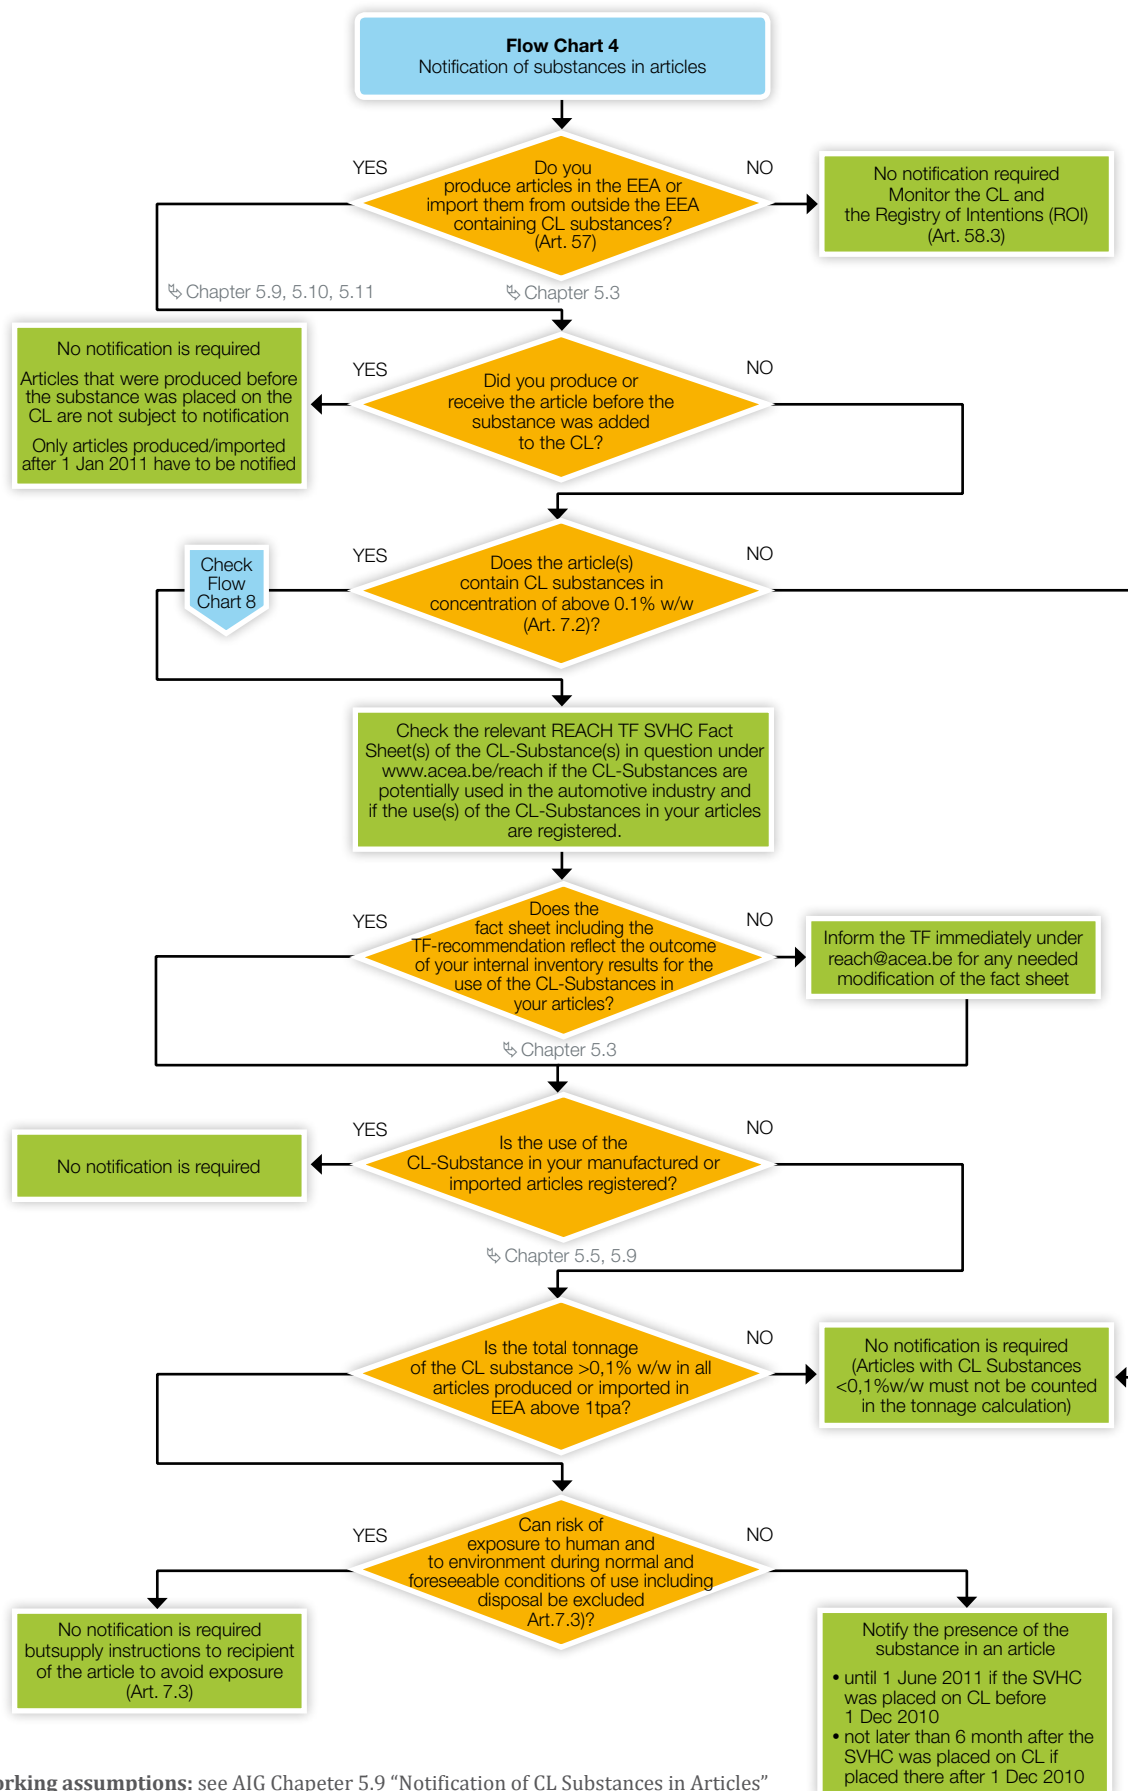 Flow Chart 4
Notification of substances in articles
YES
Do you
produce articles in the EEA or
import them from outside the EEA
containing CL substances?
(Art. 57)
NO
No notification required
Monitor the CL and
the Registry of Intentions (ROI)
(Art. 58.3)
Chapter 5.9, 5.10, 5.11
Chapter 5.3
No notification is required
Articles that were produced before
the substance was placed on the
CL are not subject to notification
Only articles produced/imported
after 1 Jan 2011 have to be notified
YES
Did you produce or
receive the article before the
substance was added
to the CL?
NO
Check
Flow
Chart 8
YES
Does the article(s)
contain CL substances in
concentration of above 0.1% w/w
(Art. 7.2)?
NO
Check the relevant REACH TF SVHC Fact
Sheet(s) of the CL-Substance(s) in question under
www.acea.be/reach if the CL-Substances are
potentially used in the automotive industry and
if the use(s) of the CL-Substances in your articles
are registered.
YES
Does the
fact sheet including the
TF-recommendation reflect the outcome
of your internal inventory results for the
use of the CL-Substances in
your articles?
NO
Inform the TF immediately under
reach@acea.be for any needed
modification of the fact sheet
Chapter 5.3
No notification is required
YES
Is the use of the
CL-Substance in your manufactured or
imported articles registered?
NO
Chapter 5.5, 5.9
Is the total tonnage
of the CL substance >0,1% w/w in all
articles produced or imported in
EEA above 1tpa?
NO
No notification is required
(Articles with CL Substances
<0,1%w/w must not be counted
in the tonnage calculation)
YES
Can risk of
exposure to human and
to environment during normal and
foreseeable conditions of use including
disposal be excluded
Art.7.3)?
NO
No notification is required
butsupply instructions to recipient
of the article to avoid exposure
(Art. 7.3)
Notify the presence of the
substance in an article
• until 1 June 2011 if the SVHC
was placed on CL before
1 Dec 2010
• not later than 6 month after the
SVHC was placed on CL if
placed there after 1 Dec 2010
orking assumptions: see AIG Chapeter 5.9 “Notification of CL Substances in Articles”